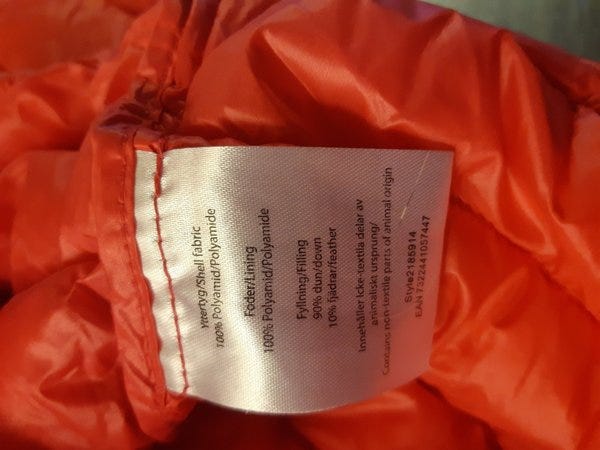 Yttertyg/Shell fabric
100% Polyamid/Polyamide
Foder/Lining
100% Polyamid/Polyamide
Fyllning/Filling
90% dun/down
10% fjädrar/feather
Innehåller Icke-textila delar av
animaliskt ursprung/
Contains non-textile parts of animal origin
Style2185914
EAN 7322441057447